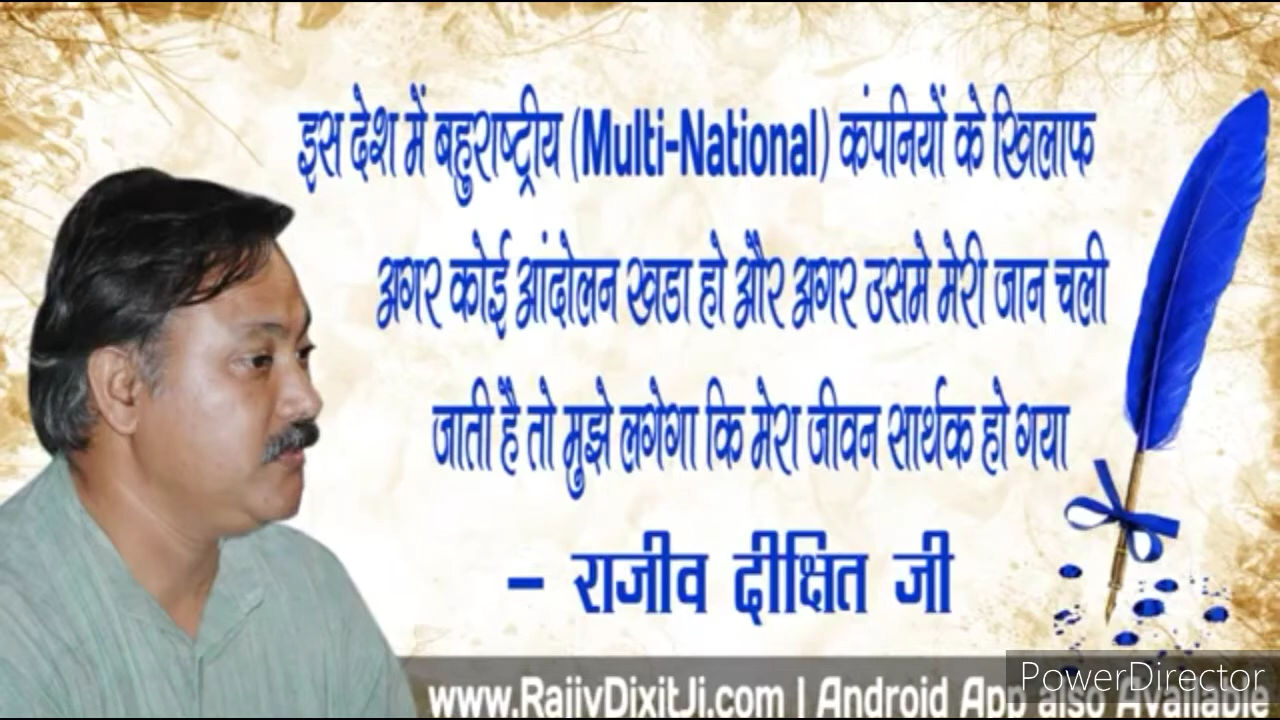 इस देश में बहुराष्ट्रीय (Multi-National) कंपनियों के खिलाफ
अगर कोई आंदोलन खडा हो और अगर उसमे मेरी जान चली
जाती है तो मुझे लगेगा कि मेरा जीवन सार्थक हो गया
– राजीव दीक्षित जी
PowerDirector
www.RajivDixitJi.com | Android App also Available